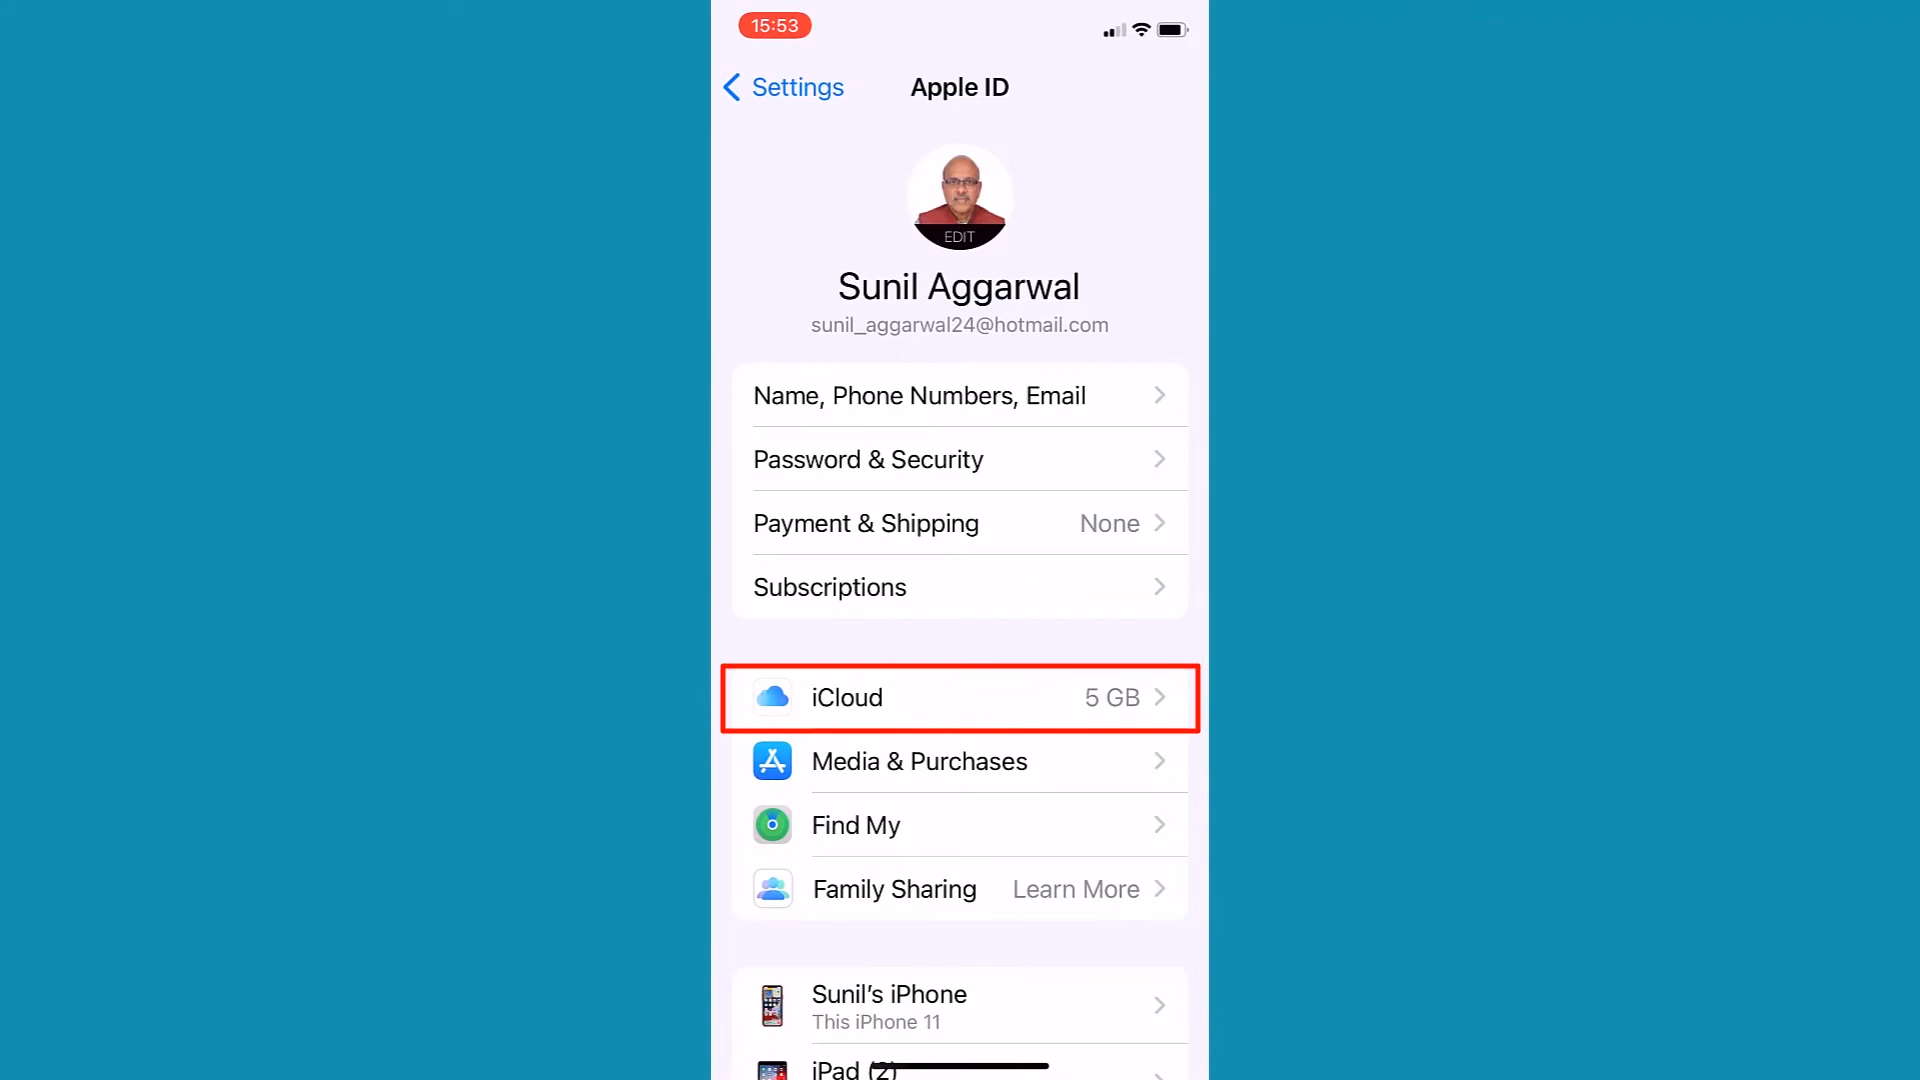 15:53
Settings
Apple ID
EDIT
Sunil Aggarwal
sunil_aggarwal24@hotmail.com
Name, Phone Numbers, Email
Password & Security
Payment & Shipping None
Subscriptions
iCloud 5 GB
Media & Purchases
Find My
Family Sharing Learn More
Sunil’s iPhone
This iPhone 11
iPad (2)